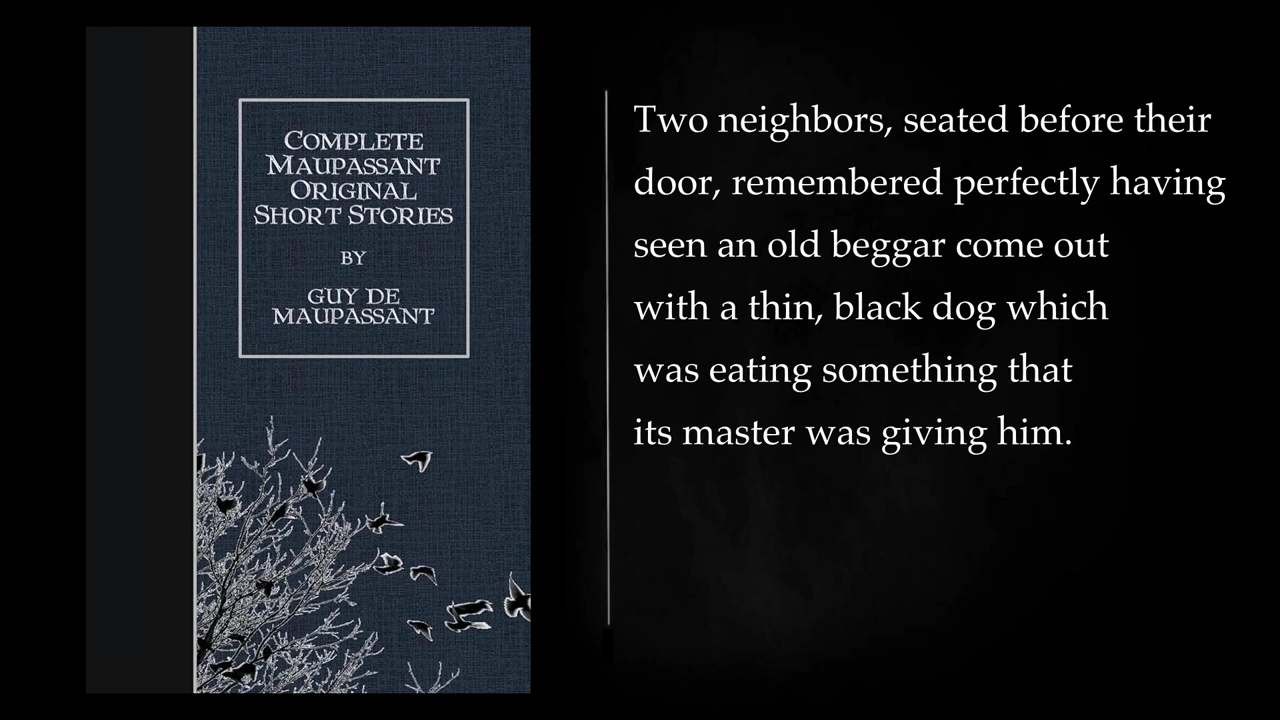 COMPLETE
MAUPASSANT
ORIGINAL
SHORT STORIES
BY
GUY DE
MAUPASSANT
Two neighbors, seated before their
door, remembered perfectly having
seen an old beggar come out
with a thin, black dog which
was eating something that
its master was giving him.